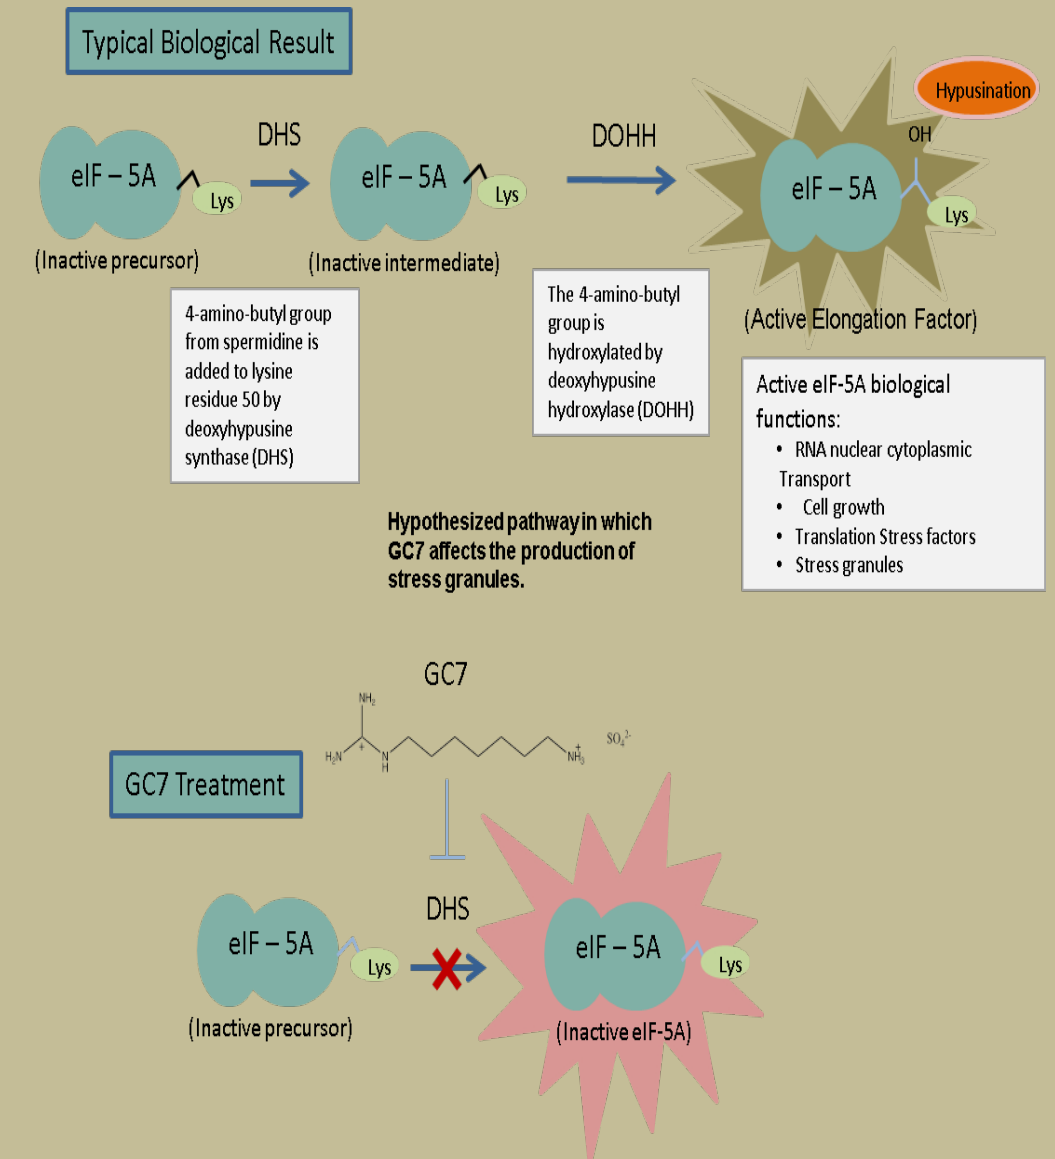 Typical Biological Result
Hypusination
DHS
DOHH
OH
eIF – 5A
Lys
eIF – 5A
Lys
eIF – 5A
Lys
(Inactive precursor)
(Inactive intermediate)
(Active Elongation Factor)
4-amino-butyl group
from spermidine is
added to lysine
residue 50 by
deoxyhypusine
synthase (DHS)
The 4-amino-butyl
group is
hydroxylated by
deoxyhypusine
hydroxylase (DOHH)
Active eIF-5A biological
functions:
• RNA nuclear cytoplasmic
Transport
• Cell growth
• Translation Stress factors
• Stress granules
Hypothesized pathway in which
GC7 affects the production of
stress granules.
GC7
NH2
H2N
+
N
H
+
NH3
SO4 2-
GC7 Treatment
DHS
eIF – 5A
Lys
eIF – 5A
Lys
(Inactive precursor)
(Inactive eIF-5A)